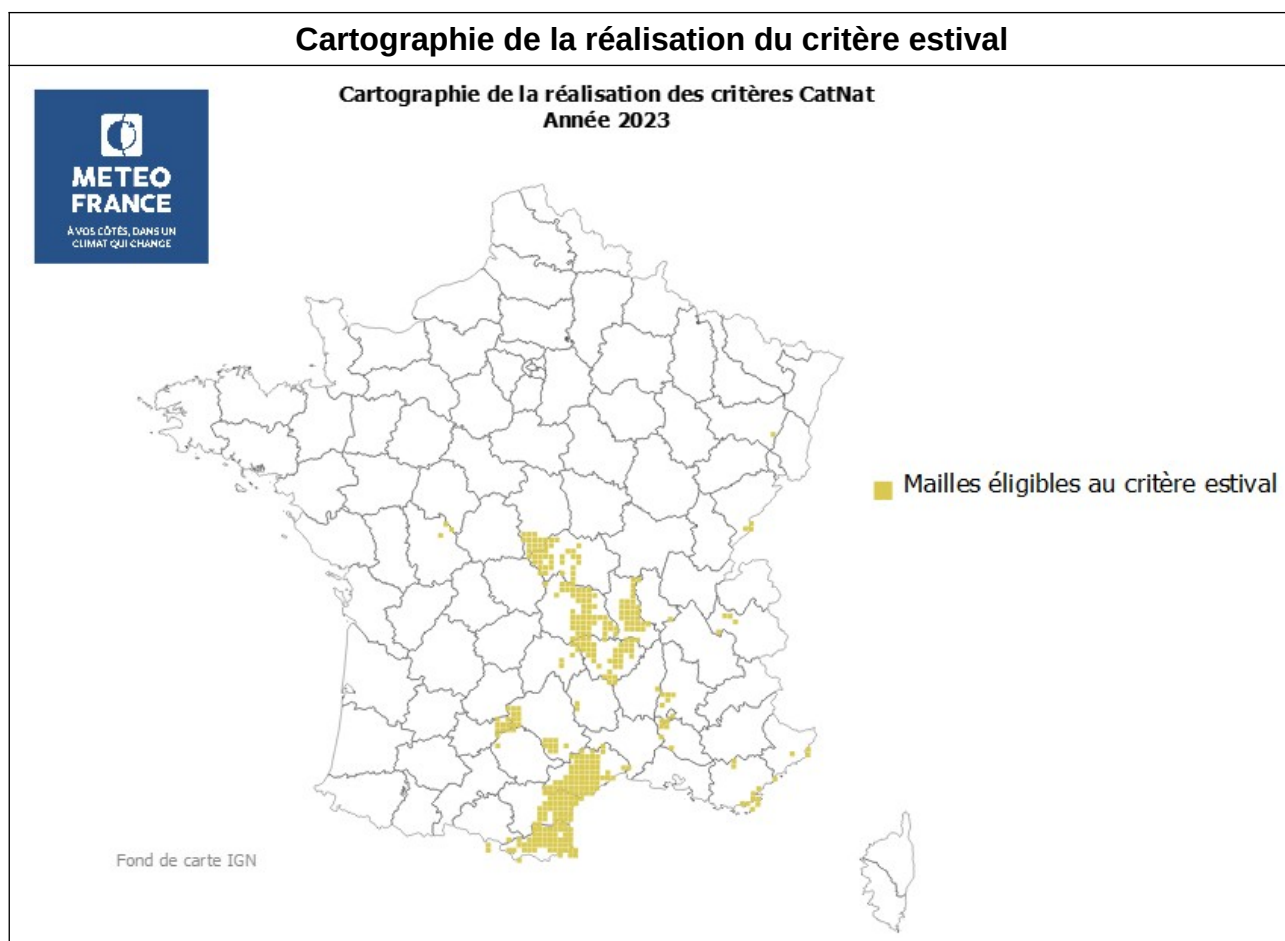 Cartographie de la réalisation du critère estival
Cartographie de la réalisation des critères CatNat
Année 2023
METEO
FRANCE
À VOS CÔTÉS, DANS UN
CLIMAT QUI CHANGE
Mailles éligibles au critère estival
Fond de carte IGN